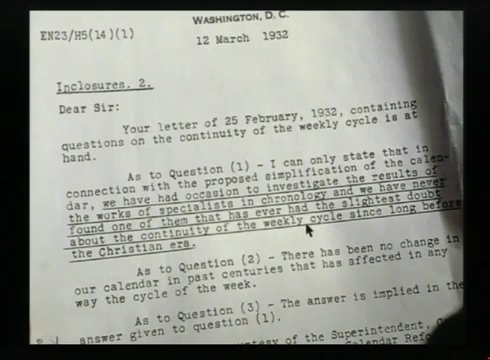 WASHINGTON, D. C.
EN23/H5(14)(1)
12 March 1932
Inclosures. 2.
Dear Sir:
Your letter of 25 February, 1932, containing
questions on the continuity of the weekly cycle is at
hand.
As to Question (1) - I can only state that in
connection with the proposed simplification of the calen-
dar, we have had occasion to investigate the results of
the works of specialists in chronology and we have never
found one of them that has ever had the slightest doubt
about the continuity of the weekly cycle since long before
the Christian era.
As to Question (2) - There has been no change in
our calendar in past centuries that has affected in any
way the cycle of the week.
As to Question (3) - The answer is implied in the
answer given to question (1).
of the Superintendent,